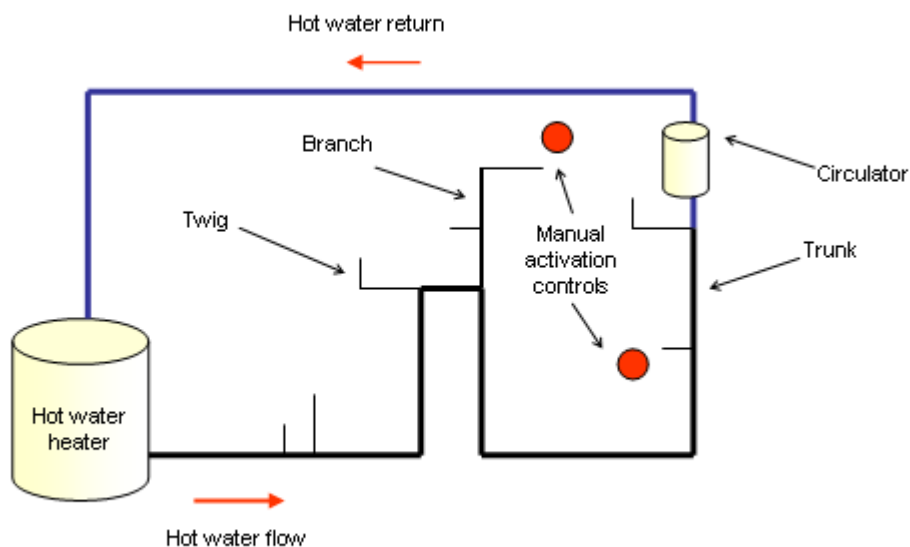 Hot water return
Branch
Circulator
Twig
Manual
activation
controls
Trunk
Hot water
heater
Hot water flow